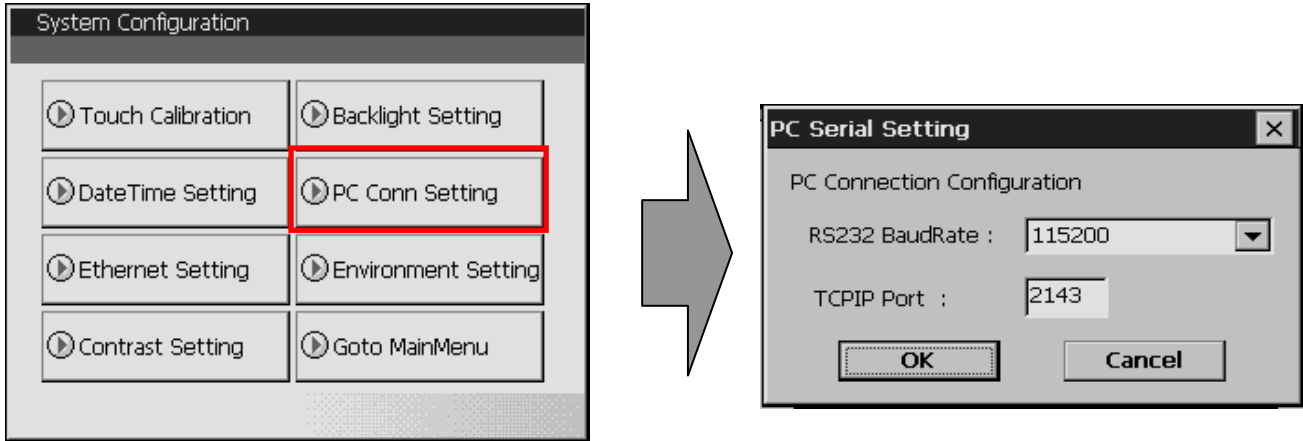 System Configuration
Touch Calibration
Backlight Setting
DateTime Setting
PC Conn Setting
Ethernet Setting
Environment Setting
Contrast Setting
Goto MainMenu
PC Serial Setting
PC Connection Configuration
RS232 BaudRate : 115200
TCPIP Port : 2143
OK Cancel